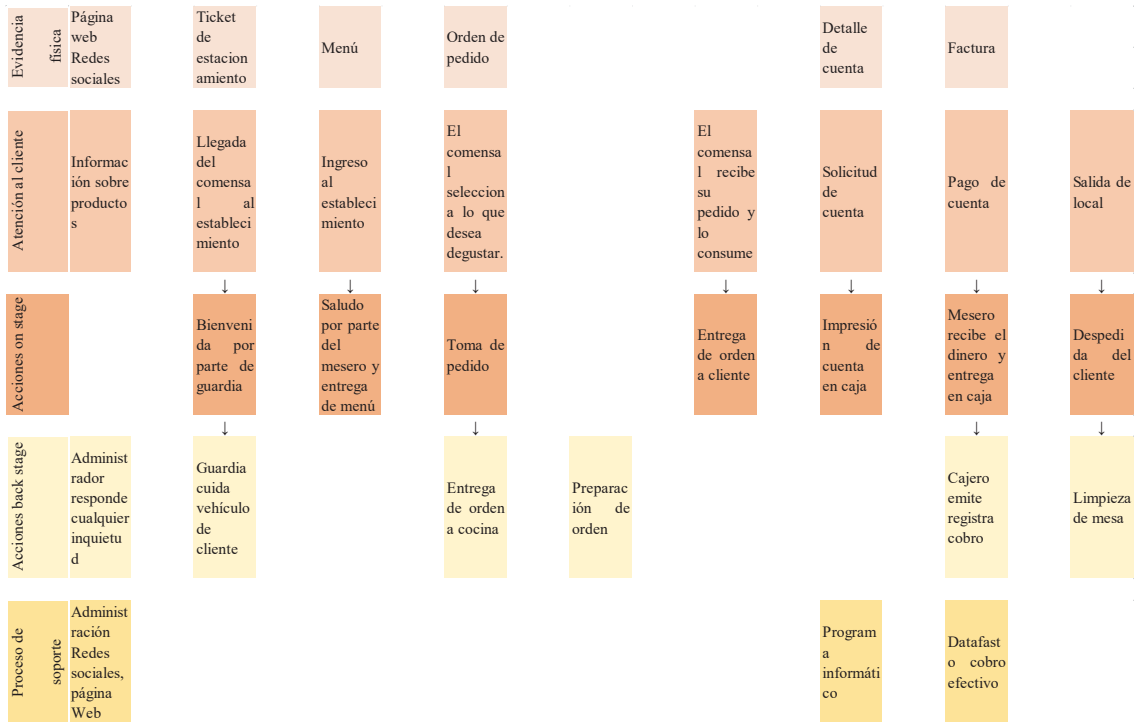 Evidencia
física
Página
web
Redes
sociales
Ticket
de
estacion
amiento
Menú
Orden de
pedido
Detalle
de
cuenta
Factura
Atención al cliente
Informac
ión sobre
producto
s
Llegada
del
comensa
l al
estableci
miento
Ingreso
al
estableci
miento
El
comensa
l
seleccion
a lo que
desea
degustar.
El
comensa
l recibe
su
pedido y
lo
consume
Solicitud
de
cuenta
Pago de
cuenta
Salida de
local
↓ ↓ ↓ ↓ ↓ ↓ ↓
Acciones on stage
Bienveni
da por
parte de
guardia
Saludo
por parte
del
mesero y
entrega
de menú
Toma de
pedido
Entrega
de orden
a cliente
Impresió
n de
cuenta
en caja
Mesero
recibe el
dinero y
entrega
en caja
Despedi
da del
cliente
↓ ↓ ↓ ↓
Acciones back stage
Administ
rador
responde
cualquier
inquietu
d
Guardia
cuida
vehículo
de
cliente
Entrega
de orden
a cocina
Preparac
ión de
orden
Cajero
emite
registra
cobro
Limpieza
de mesa
Proceso de
soporte
Administ
ración
Redes
sociales,
página
Web
Program
a
informáti
co
Datafast
o cobro
efectivo